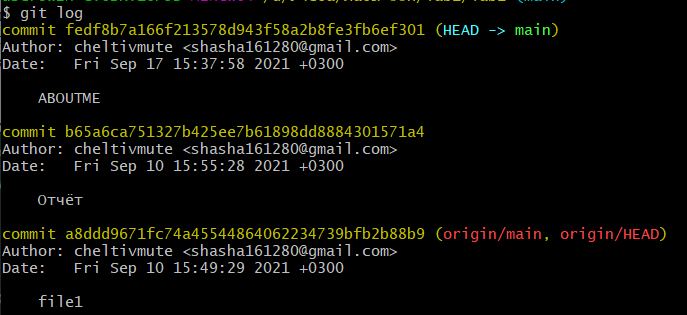 $ git log
commit fedf8b7a166f213578d943f58a2b8fe3fb6ef301 (HEAD -> main)
Author: cheltivmute <shasha161280@gmail.com>
Date:   Fri Sep 17 15:37:58 2021 +0300
ABOUTME
commit b65a6ca751327b425ee7b61898dd8884301571a4
Author: cheltivmute <shasha161280@gmail.com>
Date:   Fri Sep 10 15:55:28 2021 +0300
Отчёт
commit a8ddd9671fc74a45544864062234739bfb2b88b9 (origin/main, origin/HEAD)
Author: cheltivmute <shasha161280@gmail.com>
Date:   Fri Sep 10 15:49:29 2021 +0300
file1